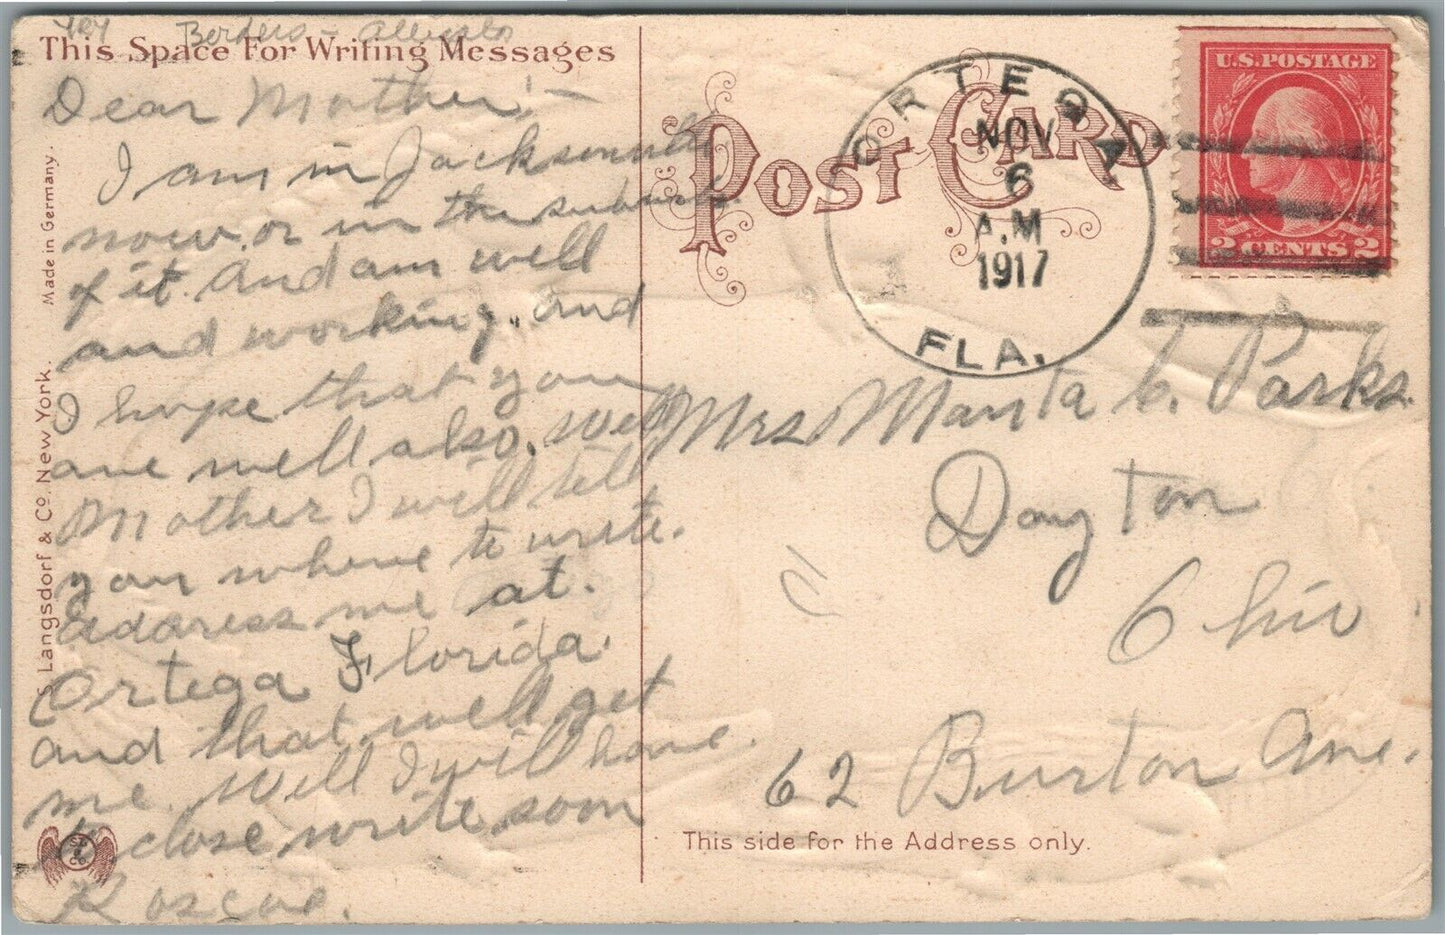 Borders - Alligator
This Space For Writing Messages
Dear Mother:-
I am in Jacksonville
now. or in the suburb.
of it. And am well
and working, and
I hope that you
are well also. Well
Mother I will tell
you where to write.
address me at.
Ortega Florida.
and that will get
me. Well I will have
to close write soon
Roscoe.
Made in Germany.
S. Langsdorf & Co. New York.
POST CARD
ORTEGA
NOV
6
A.M
1917
FLA.
U.S. POSTAGE
2 CENTS 2
Mrs Marita C. Parks.
Dayton
Ohio
62 Burton Ave.
This side for the Address only.